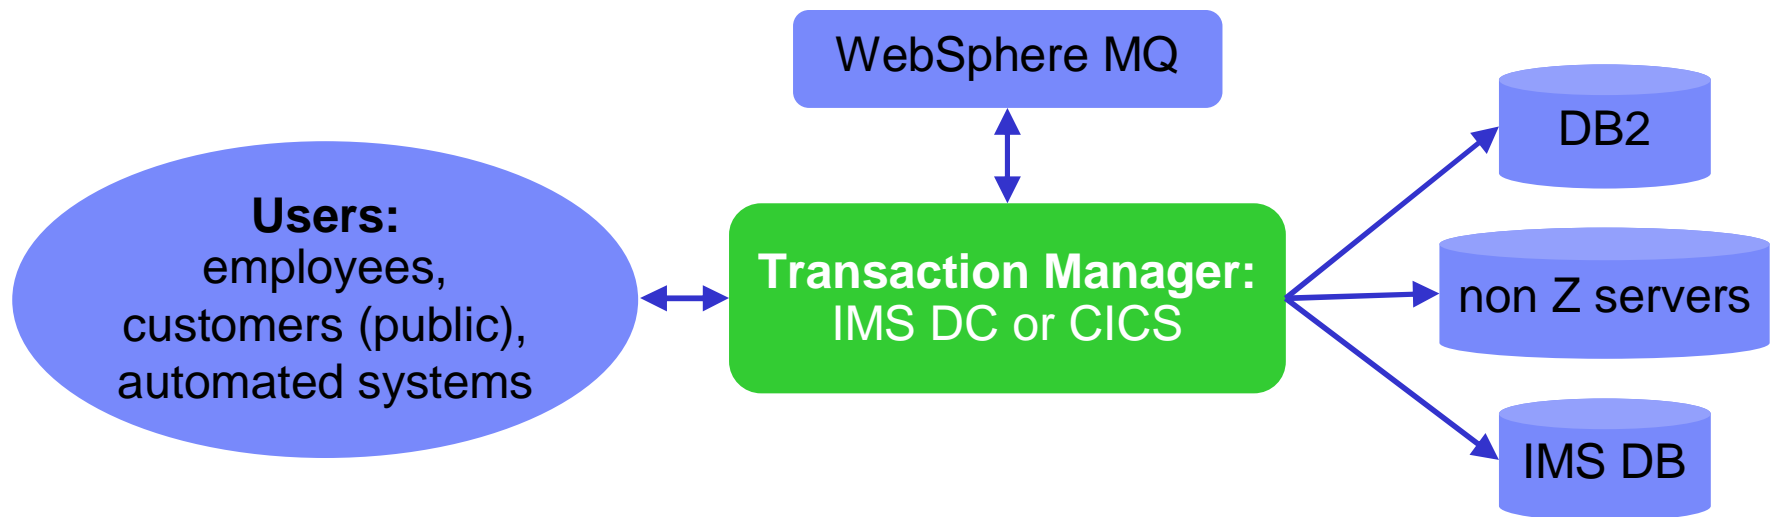 WebSphere MQ
Users:
employees,
customers (public),
automated systems
Transaction Manager:
IMS DC or CICS
DB2
non Z servers
IMS DB